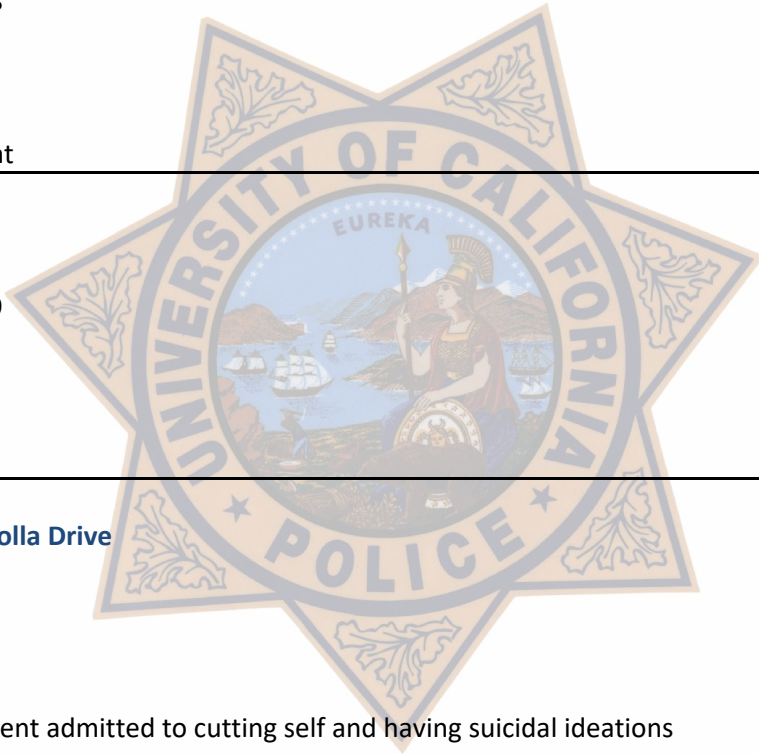 nt
UNIVERSITY OF CALIFORNIA
EUREKA
)
olla Drive
POLICE
ent admitted to cutting self and having suicidal ideations